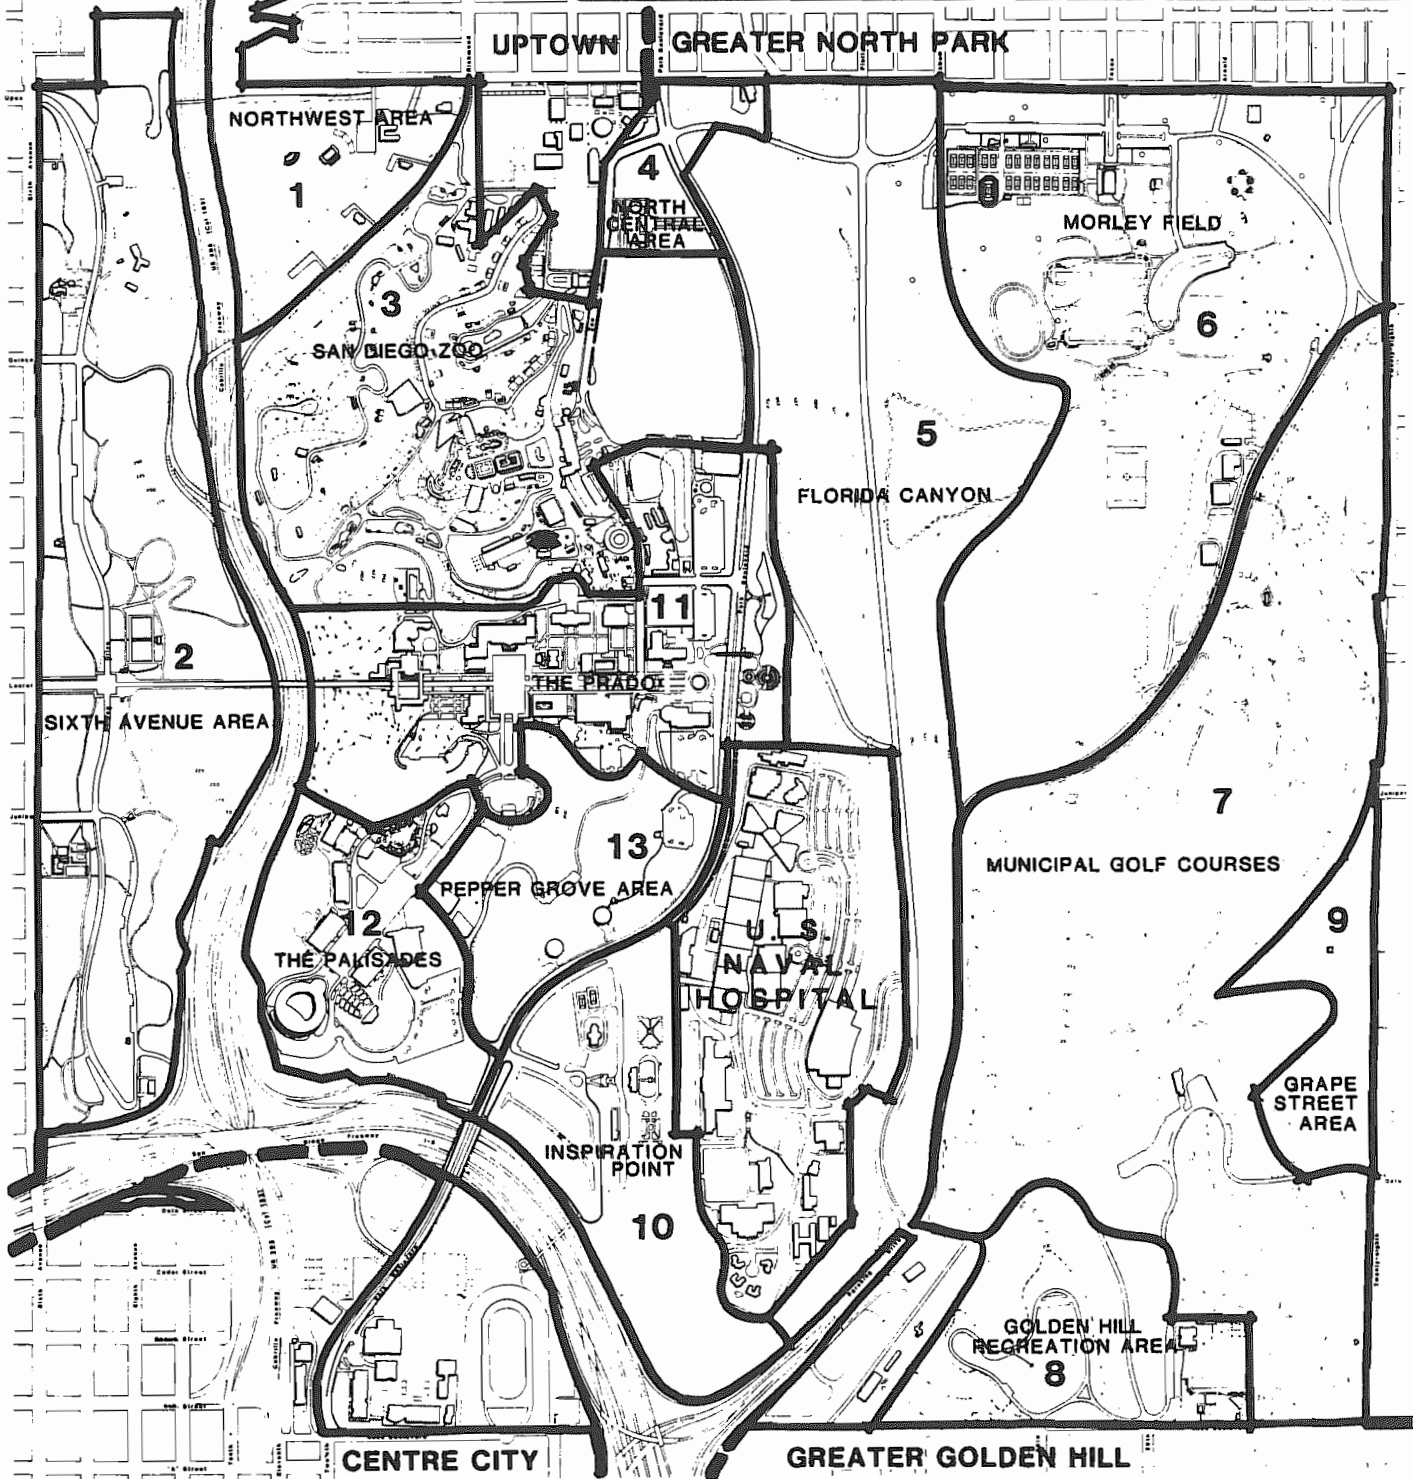 UPTOWN
GREATER NORTH PARK
NORTHWEST AREA
1
4
NORTH
CENTRAL
AREA
MORLEY FIELD
3
SAN DIEGO ZOO
6
5
FLORIDA CANYON
11
2
THE PRADO
SIXTH AVENUE AREA
7
13
MUNICIPAL GOLF COURSES
PEPPER GROVE AREA
12
THE PALISADES
U. S.
NAVAL
HOSPITAL
9
GRAPE
STREET
AREA
INSPIRATION
POINT
10
Cedar Street
GOLDEN HILL
RECREATION AREA
8
CENTRE CITY
GREATER GOLDEN HILL